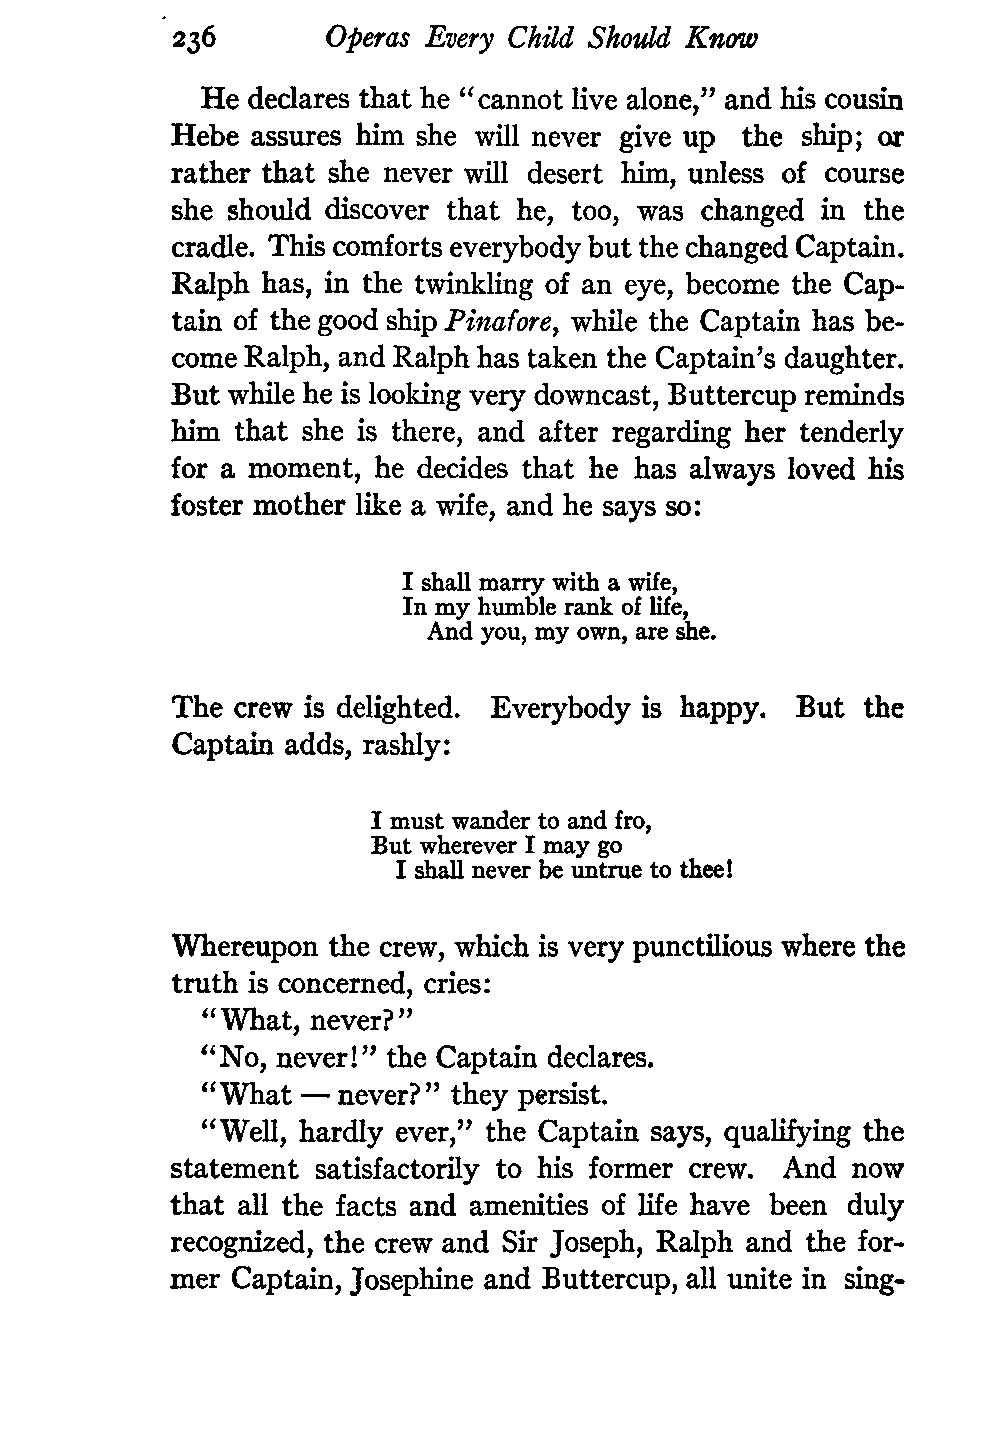 236 Operas Every Child Should Know
He declares that he "cannot live alone," and his cousin
Hebe assures him she will never give up the ship; or
rather that she never will desert him, unless of course
she should discover that he, too, was changed in the
cradle. This comforts everybody but the changed Captain.
Ralph has, in the twinkling of an eye, become the Cap-
tain of the good ship Pinafore, while the Captain has be-
come Ralph, and Ralph has taken the Captain's daughter.
But while he is looking very downcast, Buttercup reminds
him that she is there, and after regarding her tenderly
for a moment, he decides that he has always loved his
foster mother like a wife, and he says so:
I shall marry with a wife,
In my humble rank of life,
And you, my own, are she.
The crew is delighted. Everybody is happy. But the
Captain adds, rashly:
I must wander to and fro,
But wherever I may go
I shall never be untrue to thee!
Whereupon the crew, which is very punctilious where the
truth is concerned, cries:
"What, never?"
"No, never!" the Captain declares.
"What — never?" they persist.
"Well, hardly ever," the Captain says, qualifying the
statement satisfactorily to his former crew. And now
that all the facts and amenities of life have been duly
recognized, the crew and Sir Joseph, Ralph and the for-
mer Captain, Josephine and Buttercup, all unite in sing-